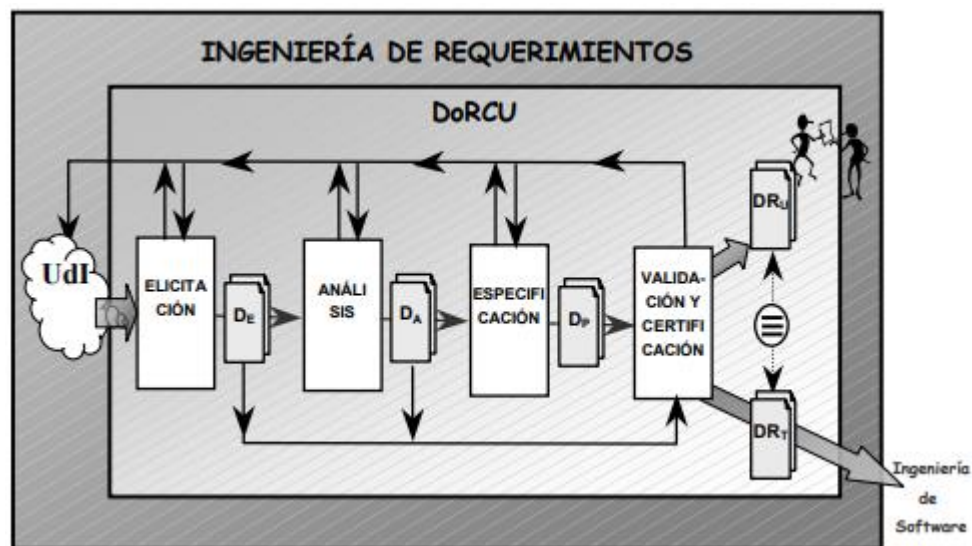 INGENIERÍA DE REQUERIMIENTOS
DoRCU
UdI
ELICITA
CIÓN
DE
ANÁLI
SIS
DA
ESPECIFI
CACIÓN
DP
VALIDA-
CIÓN Y
CERTIFI
CACIÓN
DRU
DRT
Ingeniería
de
Software